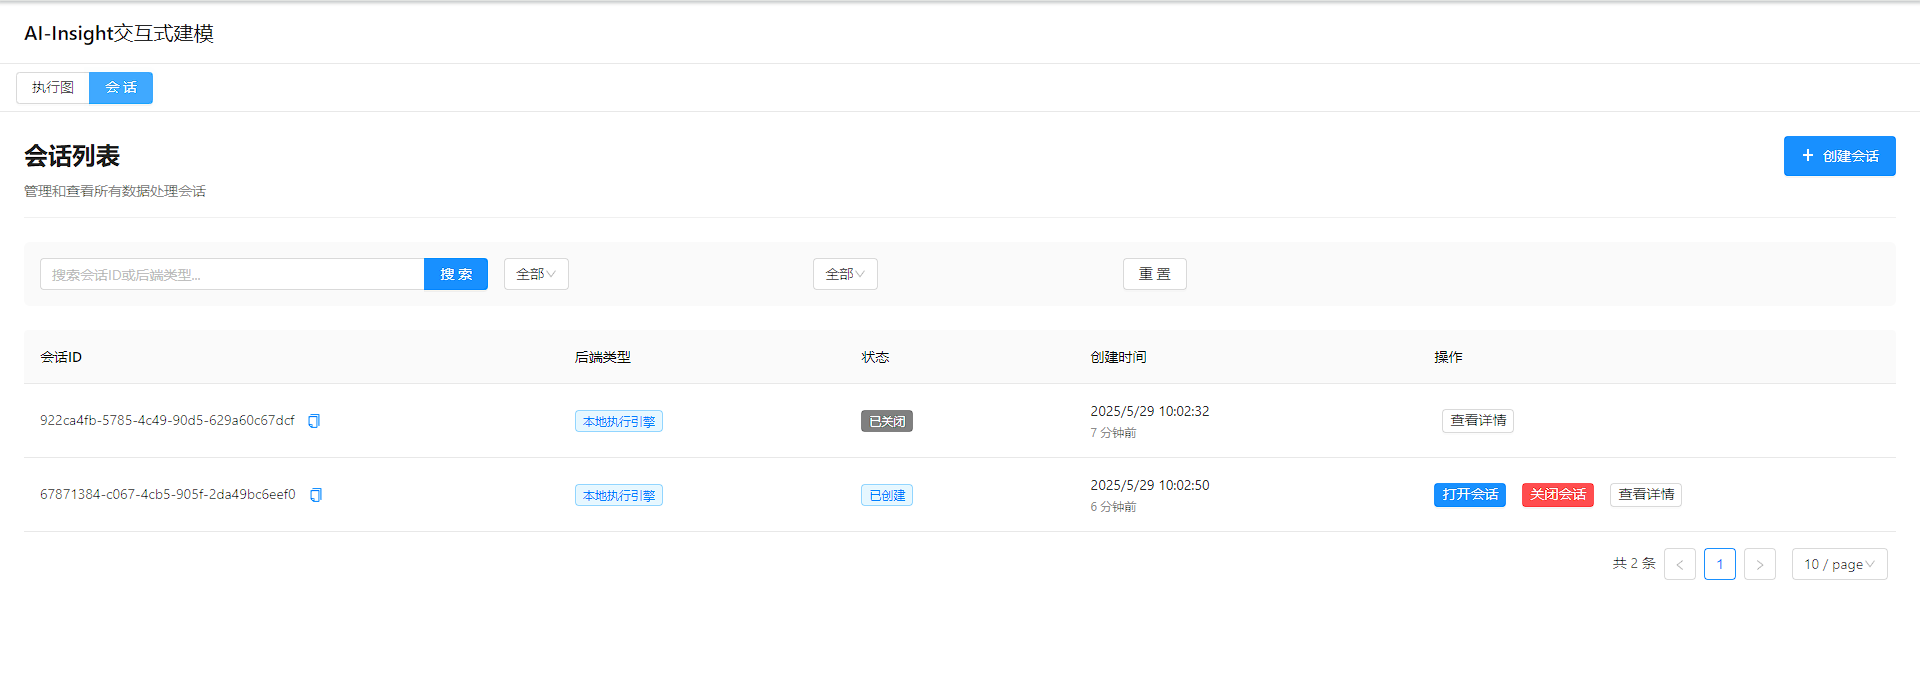 AI-Insight交互式建模
执行图 会话
会话列表
创建会话
管理和查看所有数据处理会话
搜索会话ID或后端类型... 搜索 全部 全部 重置
会话ID 后端类型 状态 创建时间 操作
922ca4fb-5785-4c49-90d5-629a60c67dcf 本地执行引擎 已关闭 2025/5/29 10:02:32 查看详情
7 分钟前
67871384-c067-4cb5-905f-2da49bc6eef0 本地执行引擎 已创建 2025/5/29 10:02:50 打开会话 关闭会话 查看详情
6 分钟前
共 2 条 < 1 > 10 / page